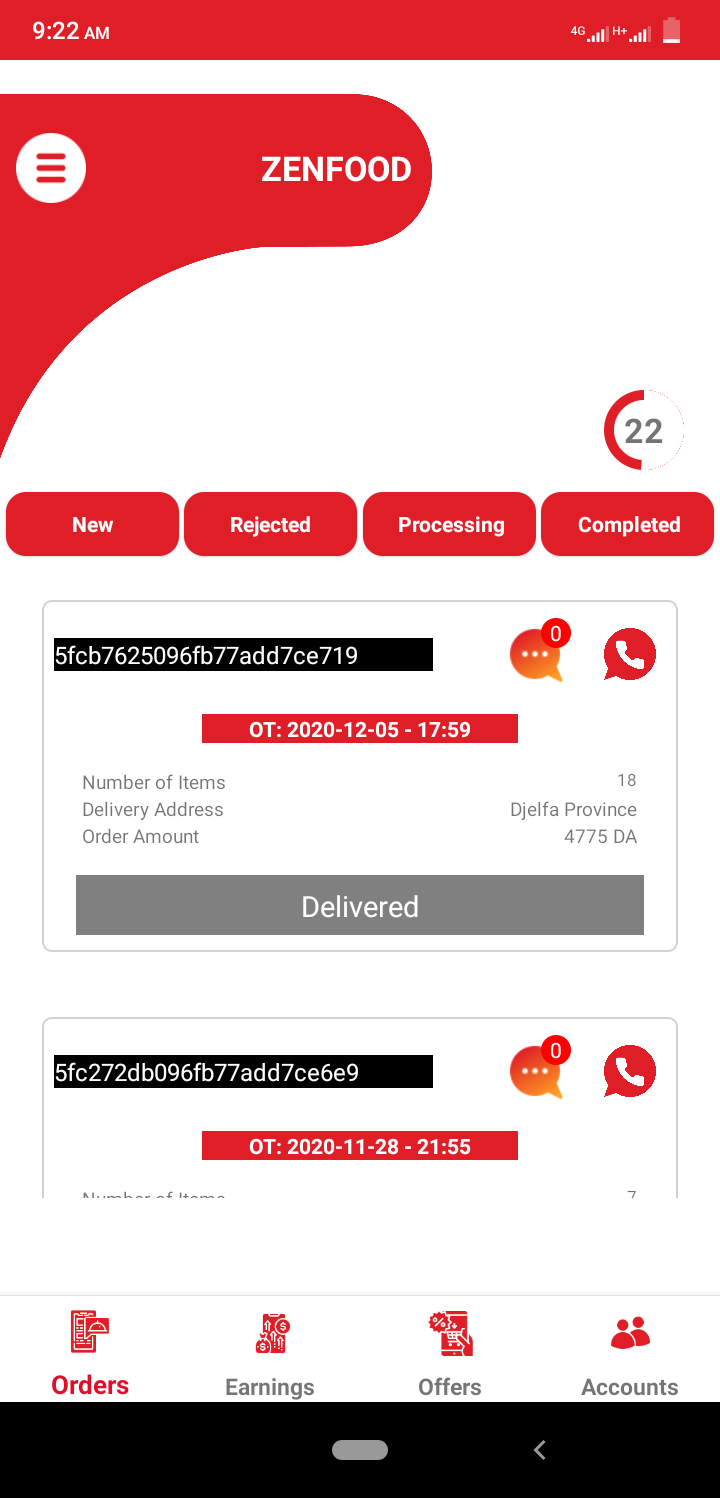 9:22 AM
4G H+
ZENFOOD
22
New Rejected Processing Completed
5fcb7625096fb77add7ce719
0
OT: 2020-12-05 - 17:59
Number of Items 18
Delivery Address Djelfa Province
Order Amount 4775 DA
Delivered
5fc272db096fb77add7ce6e9
0
OT: 2020-11-28 - 21:55
Number of Items 7
Orders Earnings Offers Accounts